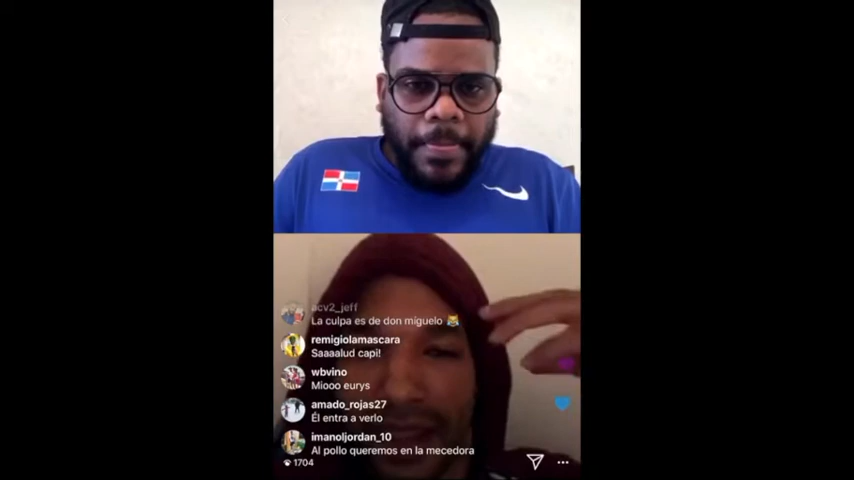 acv2_jeff
La culpa es de don miguelo 😹
remigiolamascara
Saaaalud capi!
wbvino
Miooo eurys
amado_rojas27
Él entra a verlo
imanoljordan_10
Al pollo queremos en la mecedora
1704